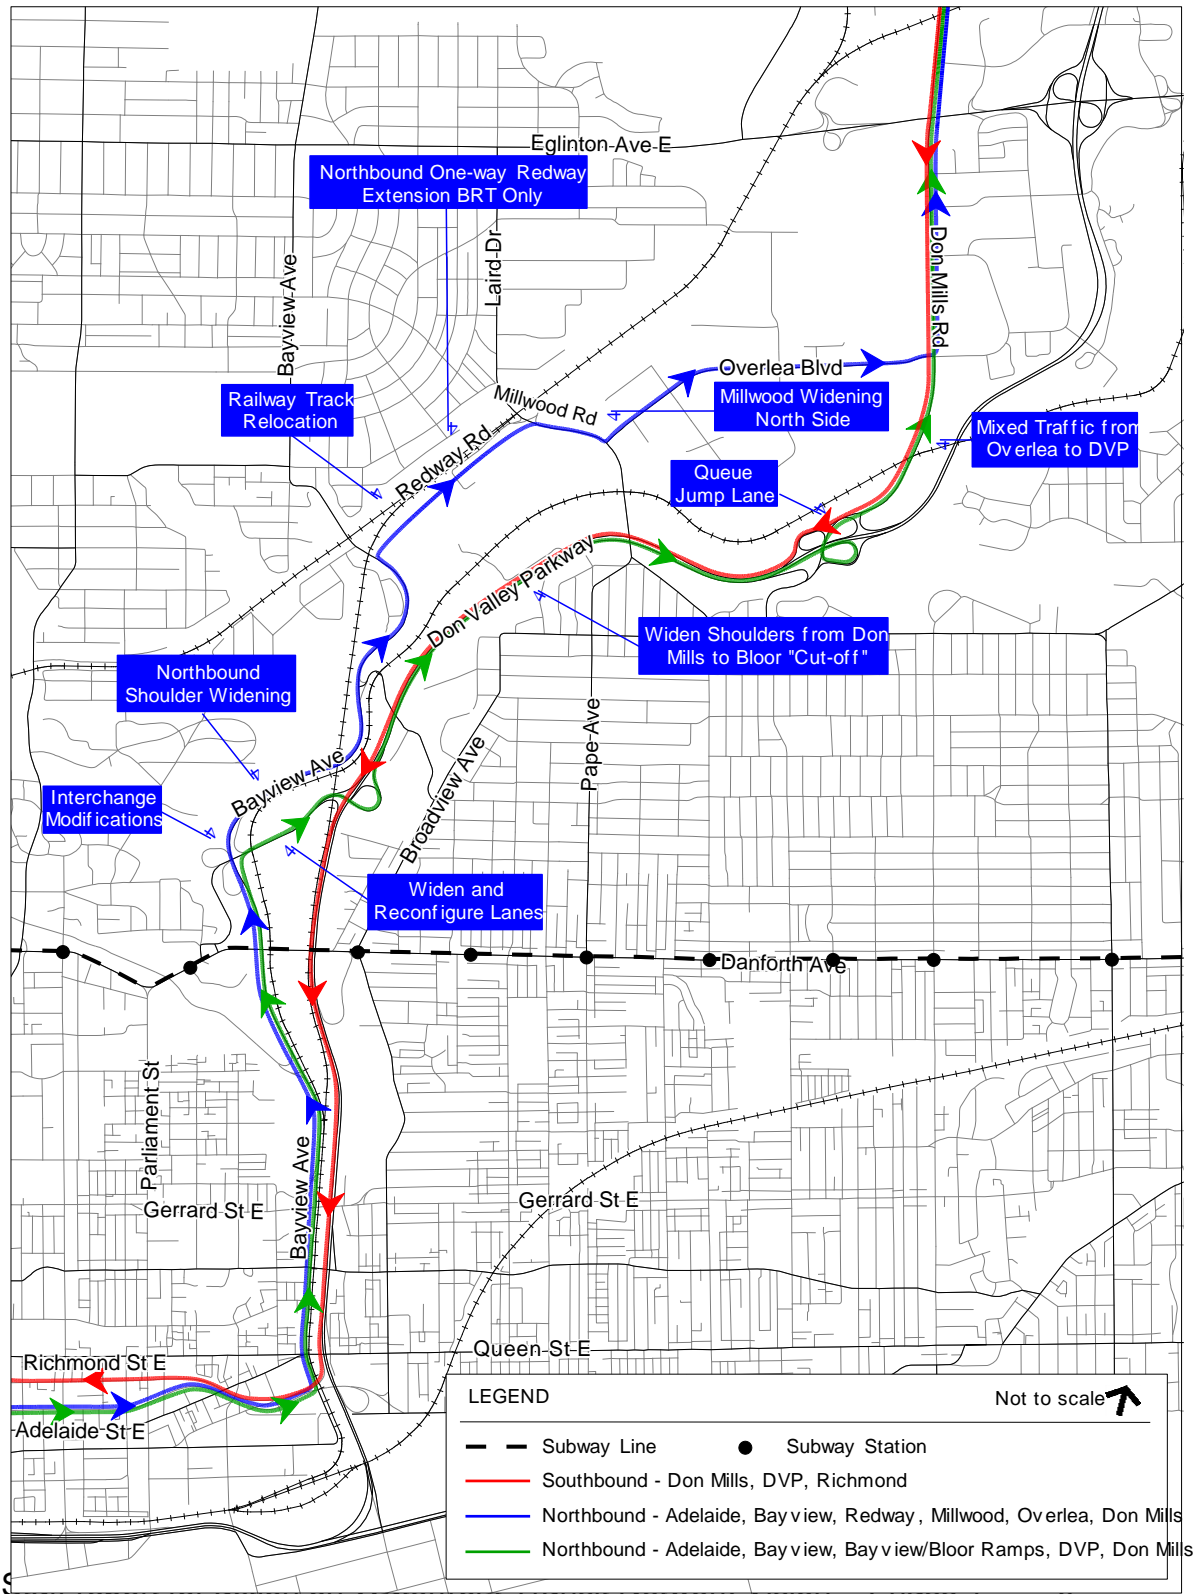 Eglinton Ave E
Northbound One-way Redway
Extension BRT Only
Laird Dr
Bayview Ave
Don Mills Rd
Overlea Blvd
Railway Track
Relocation
Millwood Rd
Millwood Widening
North Side
Mixed Traffic from
Overlea to DVP
Redway Rd
Queue
Jump Lane
Don Valley Parkway
Widen Shoulders from Don
Mills to Bloor "Cut-off"
Northbound
Shoulder Widening
Pape Ave
Broadview Ave
Bayview Ave
Interchange
Modifications
Widen and
Reconfigure Lanes
Danforth Ave
Parliament St
Bayview Ave
Gerrard St E
Gerrard St E
Queen St E
Richmond St E
Adelaide St E
LEGEND
Not to scale
Subway Line
Subway Station
Southbound - Don Mills, DVP, Richmond
Northbound - Adelaide, Bayview, Redway, Millwood, Overlea, Don Mills
Northbound - Adelaide, Bayview, Bayview/Bloor Ramps, DVP, Don Mills